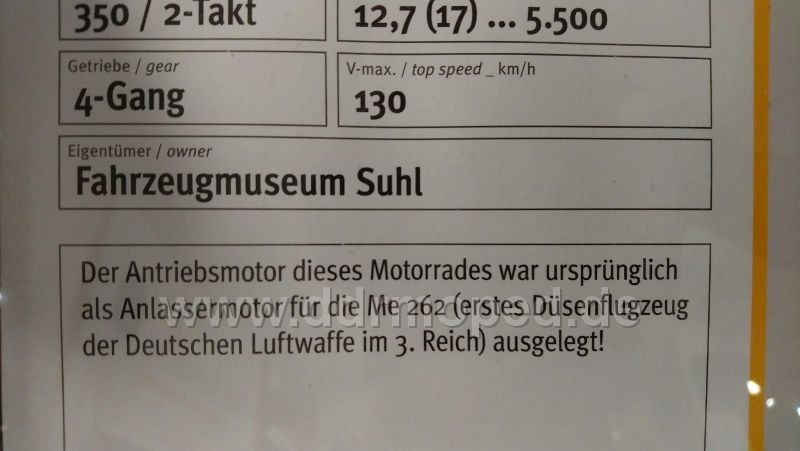 350 / 2-Takt
12,7 (17) ... 5.500
Getriebe / gear
4-Gang
V-max. / top speed _ km/h
130
Eigentümer / owner
Fahrzeugmuseum Suhl
Der Antriebsmotor dieses Motorrades war ursprünglich
als Anlassermotor für die Me 262 (erstes Düsenflugzeug
der Deutschen Luftwaffe im 3. Reich) ausgelegt!
www.ddrmoped.de